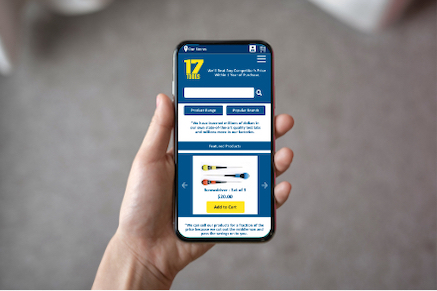 Our Stores
17
TOOLS
We'll Beat Any Competitor's Price
Within 1 Year of Purchase
Product Range
Popular Brands
"We have invested millions of dollars in
our own state-of-the-art quality test labs
and millions more in our factories.
Featured Products
Screwdriver - Set of 3
$20.00
Add to Cart
"We can sell our products for a fraction of the
price because we cut out the middleman and
pass the savings on to you.